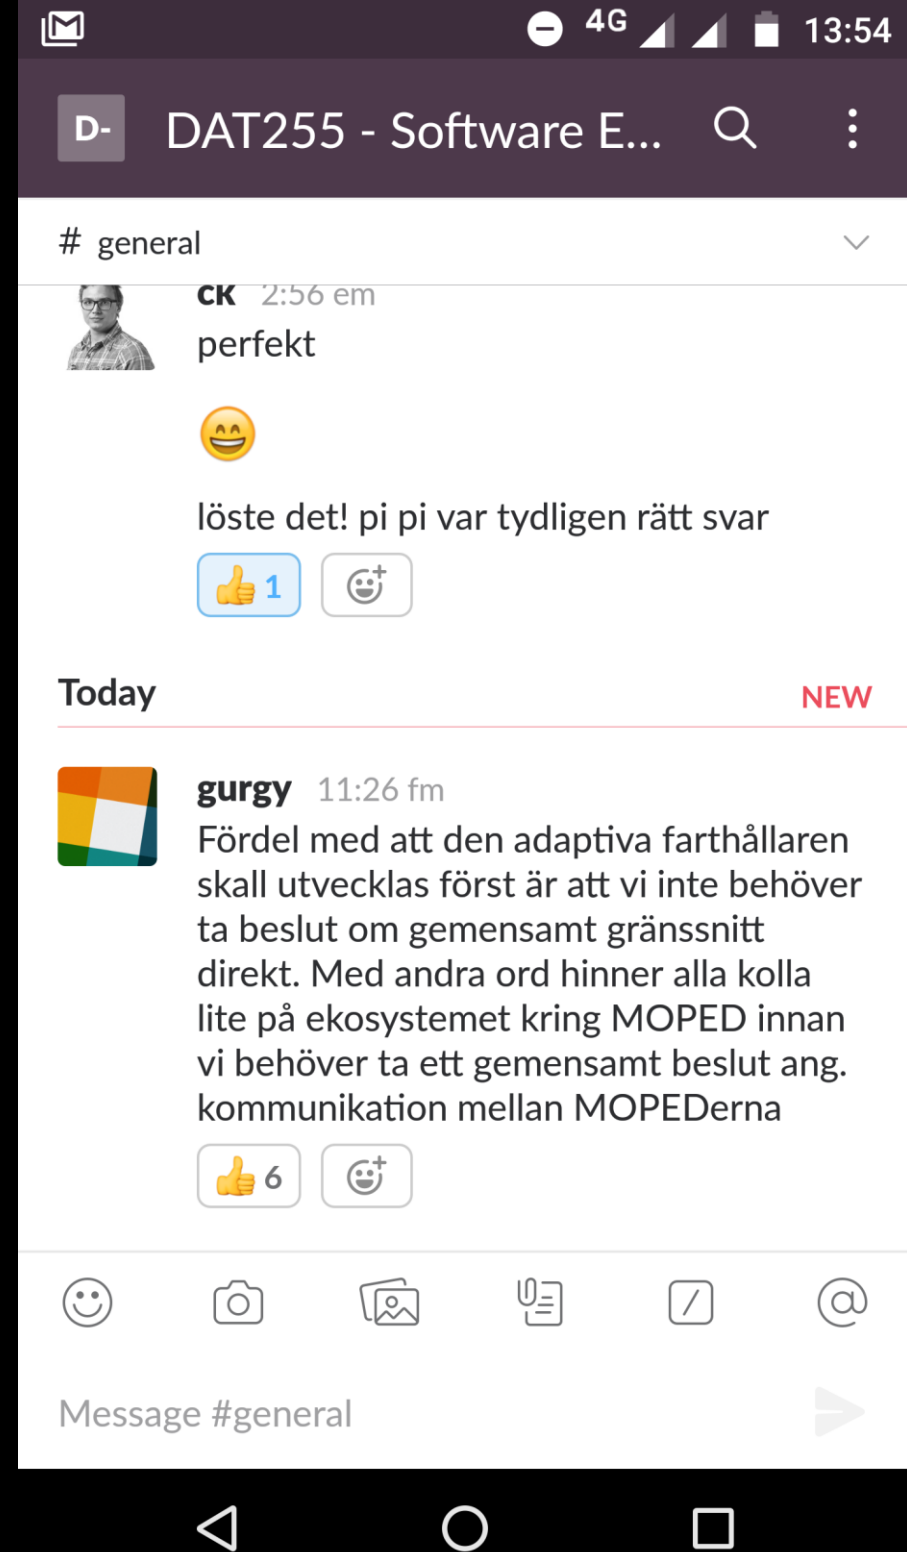 4G 13:54
D- DAT255 - Software E...
# general
ck 2:56 em
perfekt
löste det! pi pi var tydligen rätt svar
1
Today NEW
gurgy 11:26 fm
Fördel med att den adaptiva farthållaren
skall utvecklas först är att vi inte behöver
ta beslut om gemensamt gränssnitt
direkt. Med andra ord hinner alla kolla
lite på ekosystemet kring MOPED innan
vi behöver ta ett gemensamt beslut ang.
kommunikation mellan MOPEDerna
6
Message #general